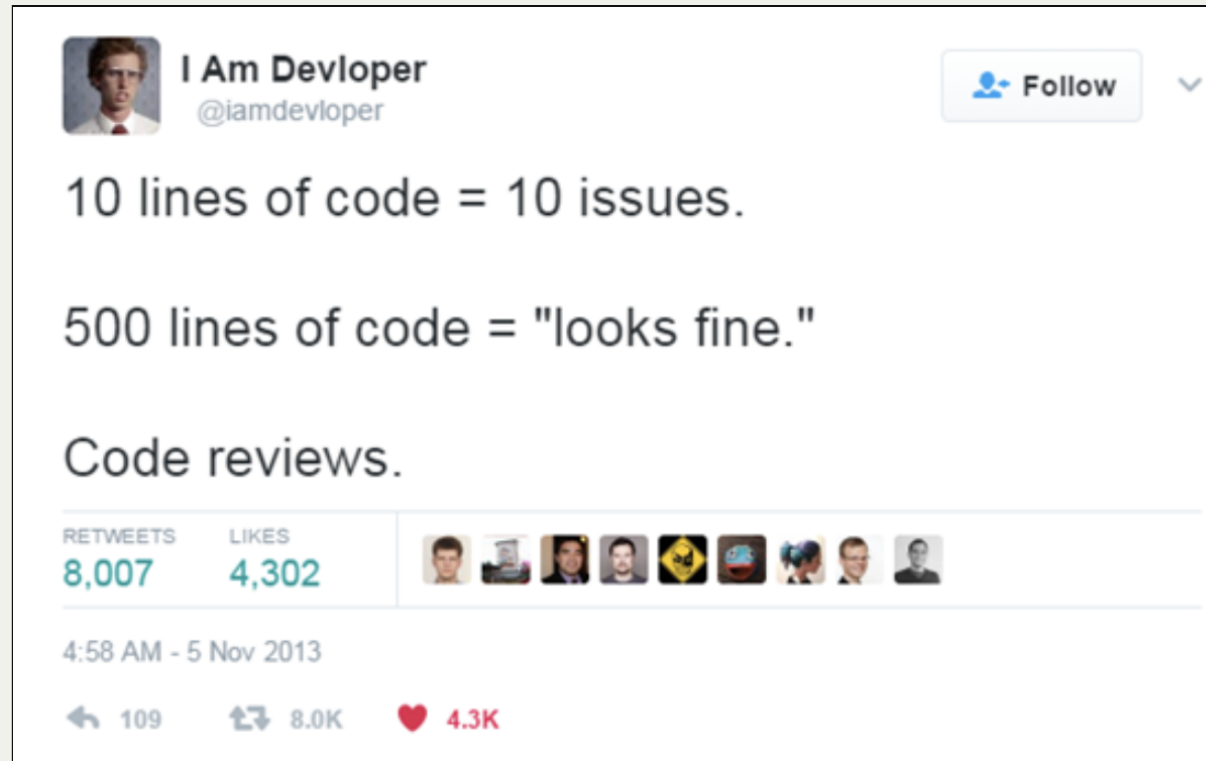 I Am Devloper
@iamdevloper
Follow
10 lines of code = 10 issues.
500 lines of code = "looks fine."
Code reviews.
RETWEETS LIKES
8,007 4,302
4:58 AM - 5 Nov 2013
109 8.0K 4.3K